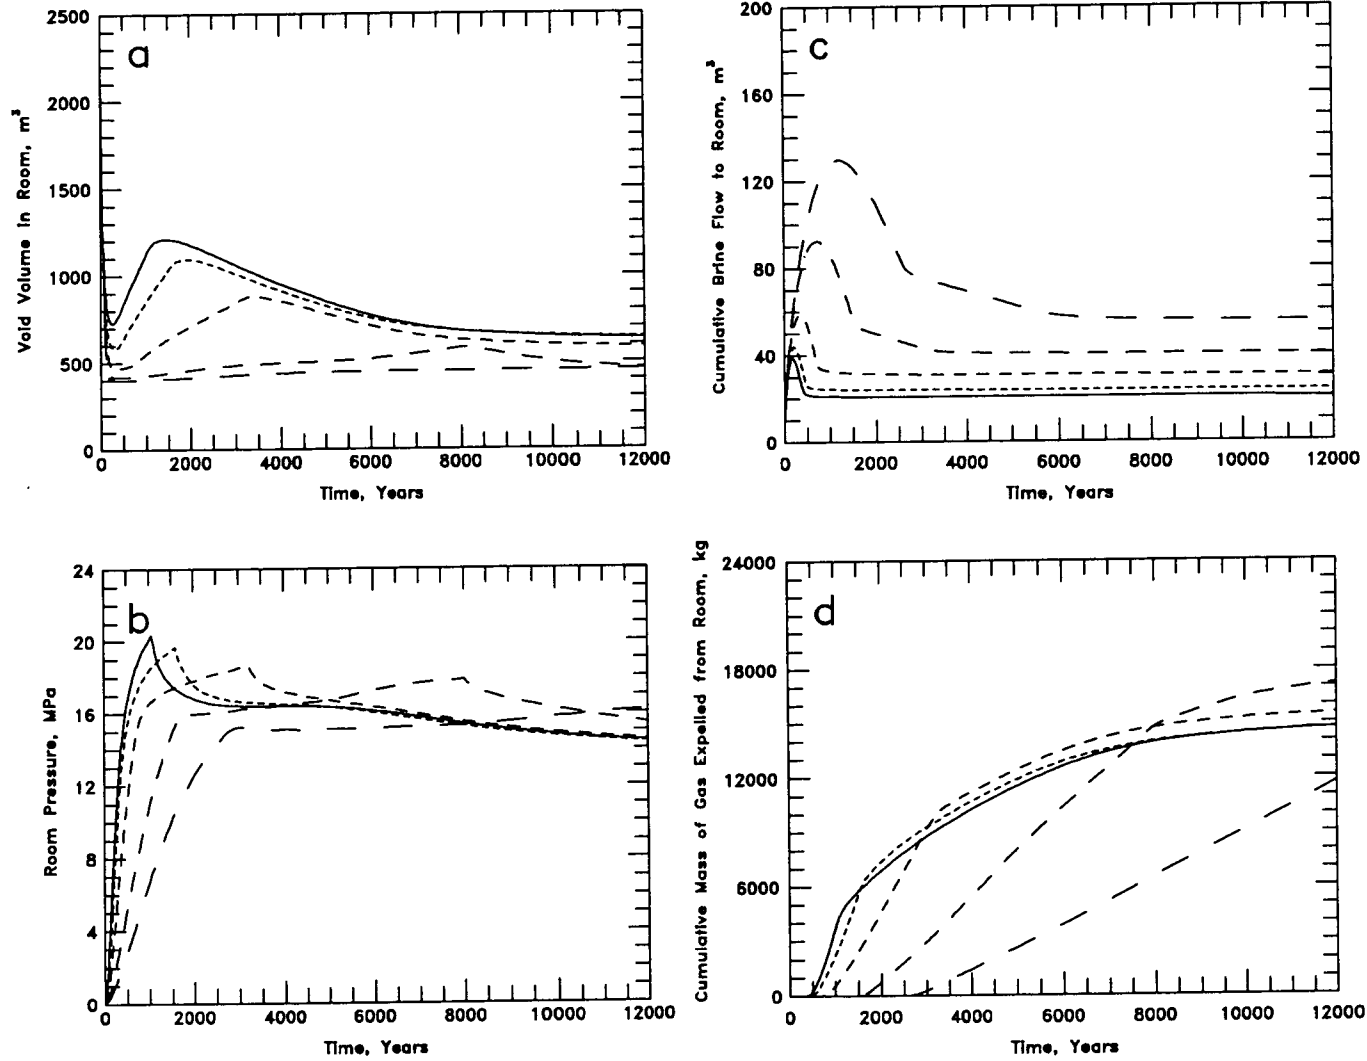 a
Void Volume In Room, m³
2500
2000
1500
1000
500
0
0 2000 4000 6000 8000 10000 12000
Time, Years
c
Cumulative Brine Flow to Room, m³
200
160
120
80
40
0
0 2000 4000 6000 8000 10000 12000
Time, Years
b
Room Pressure, MPa
24
20
16
12
8
4
0
0 2000 4000 6000 8000 10000 12000
Time, Years
d
Cumulative Mass of Gas Expelled from Room, kg
24000
18000
12000
6000
0
0 2000 4000 6000 8000 10000 12000
Time, Years